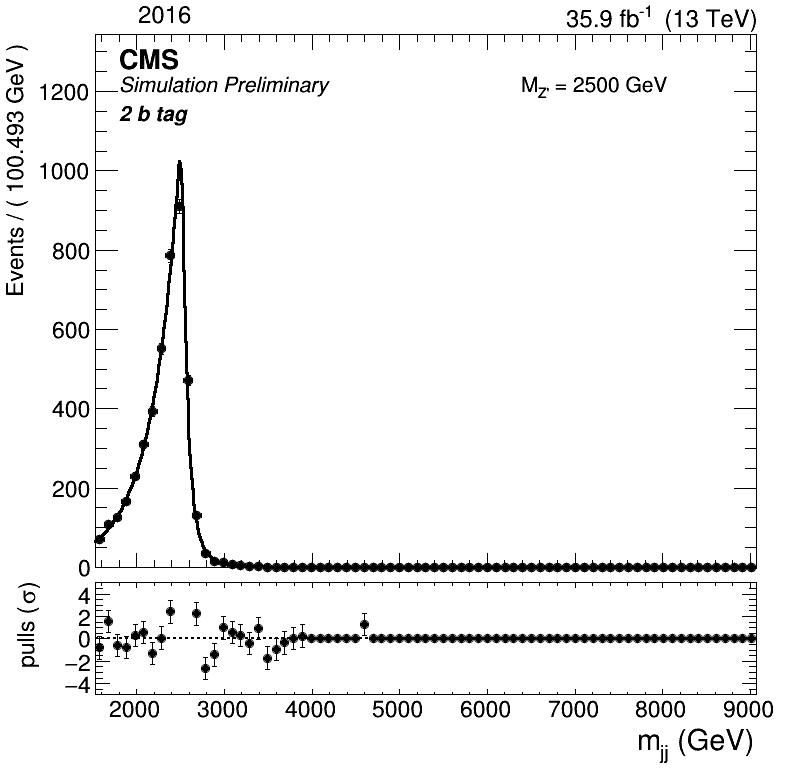 2016 35.9 fb⁻¹ (13 TeV)
CMS
Simulation Preliminary
M_Z' = 2500 GeV
2 b tag
Events / ( 100.493 GeV )
1200
1000
800
600
400
200
0
pulls (σ)
4
2
0
−2
−4
2000 3000 4000 5000 6000 7000 8000 9000
m_jj (GeV)